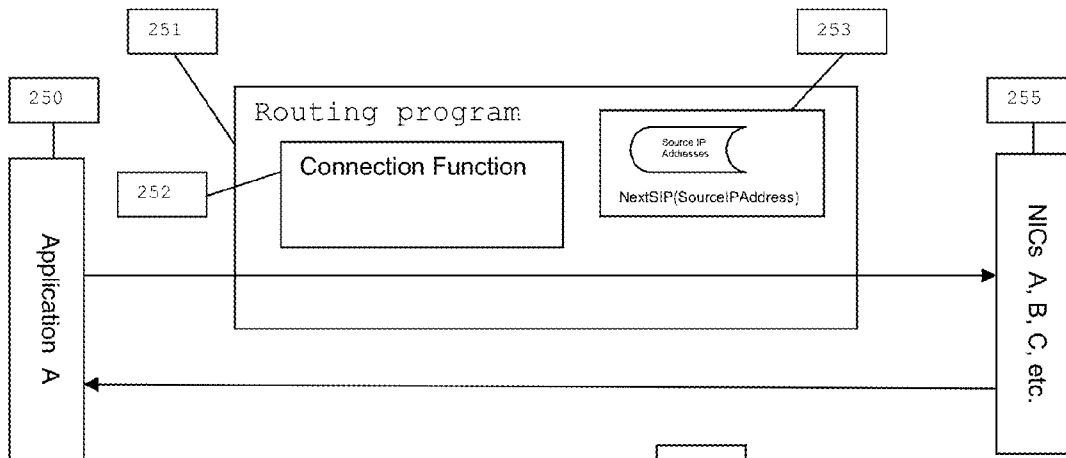 251
253
250
255
Routing program
Source IP
Addresses
Connection Function
252
NextSIP(SourceIPAddress)
Application A
NICs A, B, C, etc.